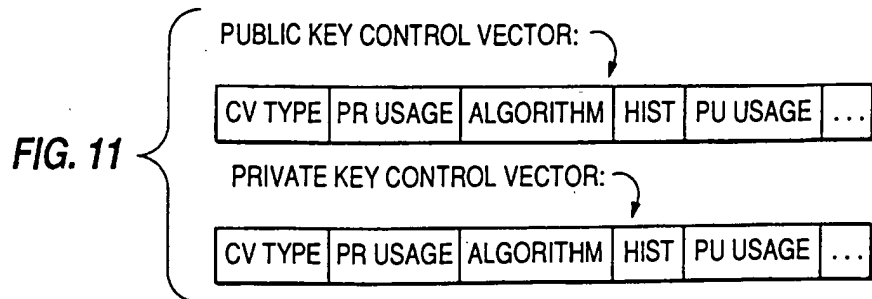 PUBLIC KEY CONTROL VECTOR:
CV TYPE PR USAGE ALGORITHM HIST PU USAGE ...
FIG. 11
PRIVATE KEY CONTROL VECTOR:
CV TYPE PR USAGE ALGORITHM HIST PU USAGE ...